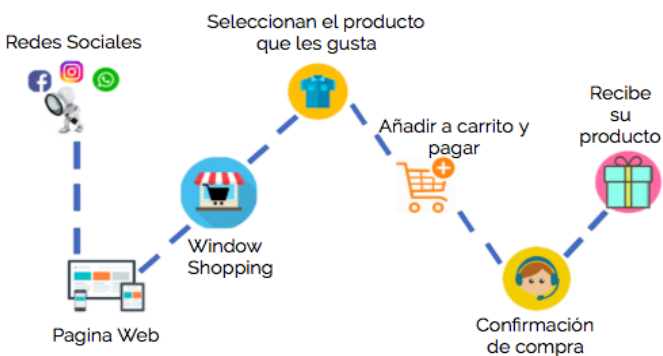 Redes Sociales
Pagina Web
Window
Shopping
Seleccionan el producto
que les gusta
Añadir a carrito y
pagar
Confirmación
de compra
Recibe
su
producto